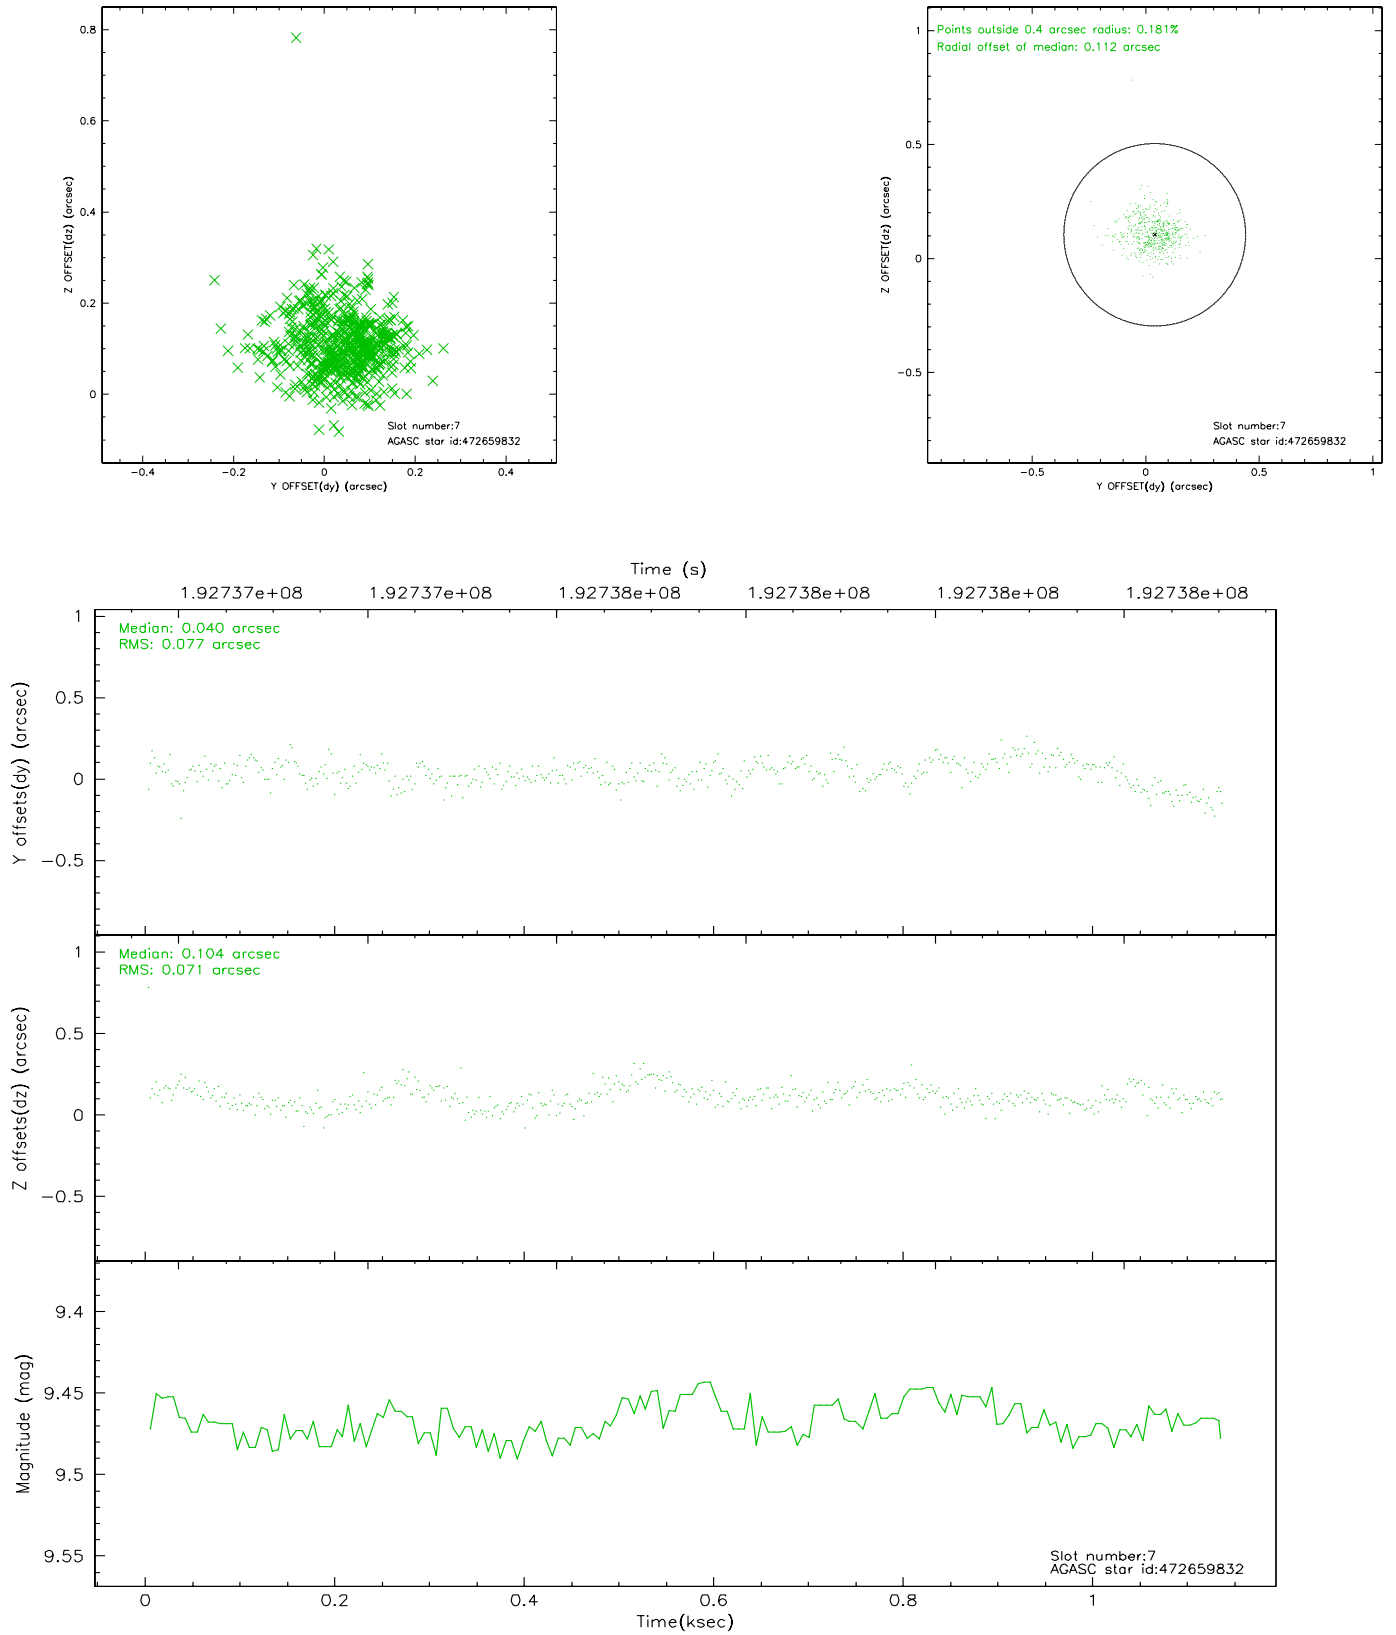 0.8
0.6
0.4
0.2
0
Z OFFSET(dz) (arcsec)
Slot number:7
AGASC star id:472659832
−0.4
−0.2
0
0.2
0.4
Y OFFSET(dy) (arcsec)
Points outside 0.4 arcsec radius: 0.181%
Radial offset of median: 0.112 arcsec
1
0.5
0
−0.5
Z OFFSET(dz) (arcsec)
Slot number:7
AGASC star id:472659832
−0.5
0
0.5
1
Y OFFSET(dy) (arcsec)
Time (s)
1.92737e+08
1.92737e+08
1.92738e+08
1.92738e+08
1.92738e+08
1.92738e+08
Median: 0.040 arcsec
RMS: 0.077 arcsec
1
0.5
0
−0.5
Y offsets(dy) (arcsec)
Median: 0.104 arcsec
RMS: 0.071 arcsec
1
0.5
0
−0.5
Z offsets(dz) (arcsec)
9.4
9.45
9.5
9.55
Magnitude (mag)
Slot number:7
AGASC star id:472659832
0
0.2
0.4
0.6
0.8
1
Time(ksec)